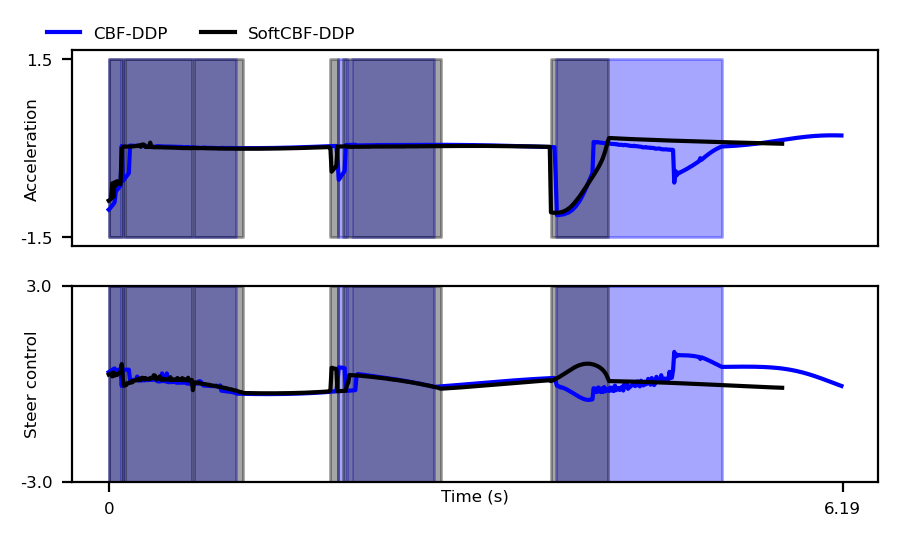 CBF-DDP SoftCBF-DDP
1.5
Acceleration
-1.5
3.0
Steer control
-3.0
Time (s)
0 6.19